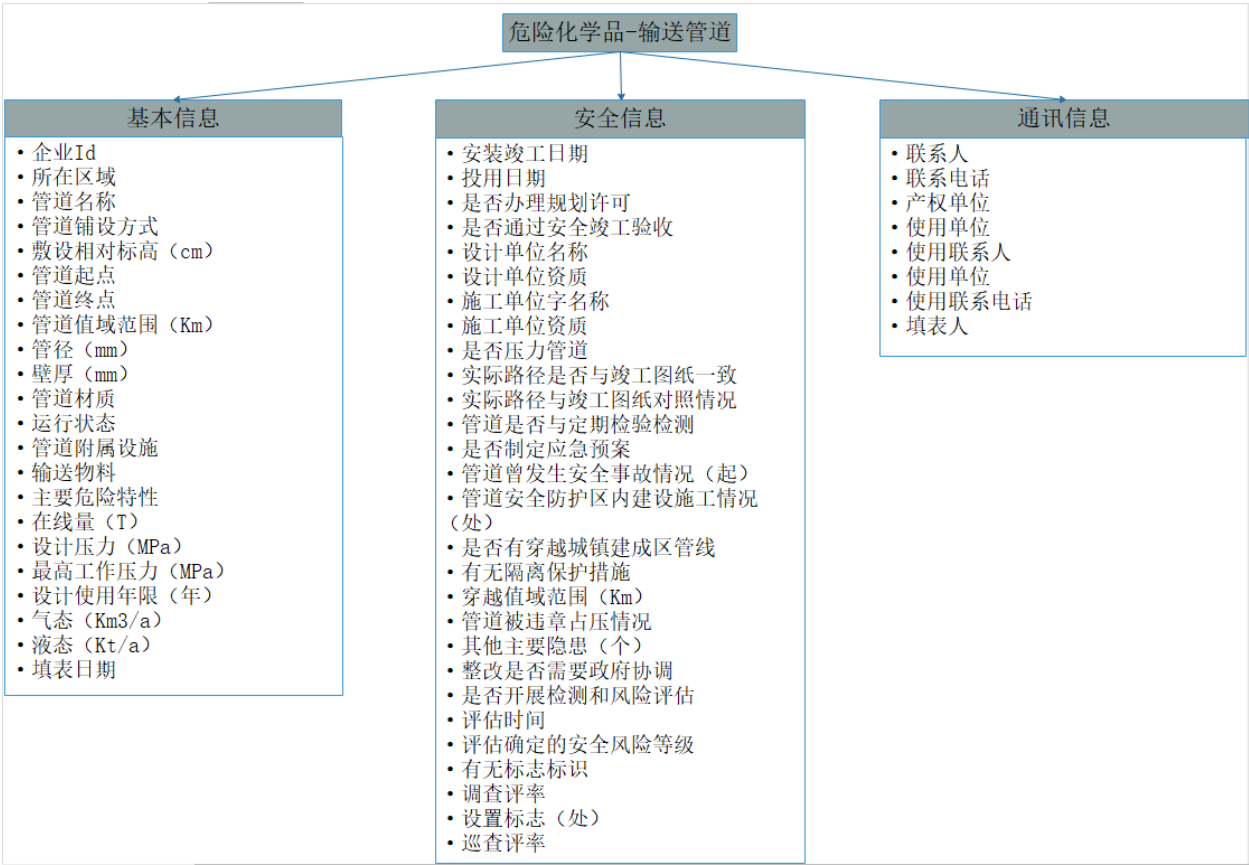 危险化学品-输送管道
基本信息
• 企业Id
• 所在区域
• 管道名称
• 管道铺设方式
• 敷设相对标高（cm）
• 管道起点
• 管道终点
• 管道值域范围（Km）
• 管径（mm）
• 壁厚（mm）
• 管道材质
• 运行状态
• 管道附属设施
• 输送物料
• 主要危险特性
• 在线量（T）
• 设计压力（MPa）
• 最高工作压力（MPa）
• 设计使用年限（年）
• 气态（Km3/a）
• 液态（Kt/a）
• 填表日期
安全信息
• 安装竣工日期
• 投用日期
• 是否办理规划许可
• 是否通过安全竣工验收
• 设计单位名称
• 设计单位资质
• 施工单位字名称
• 施工单位资质
• 是否压力管道
• 实际路径是否与竣工图纸一致
• 实际路径与竣工图纸对照情况
• 管道是否与定期检验检测
• 是否制定应急预案
• 管道曾发生安全事故情况（起）
• 管道安全防护区内建设施工情况
（处）
• 是否有穿越城镇建成区管线
• 有无隔离保护措施
• 穿越值域范围（Km）
• 管道被违章占压情况
• 其他主要隐患（个）
• 整改是否需要政府协调
• 是否开展检测和风险评估
• 评估时间
• 评估确定的安全风险等级
• 有无标志标识
• 调查评率
• 设置标志（处）
• 巡查评率
通讯信息
• 联系人
• 联系电话
• 产权单位
• 使用单位
• 使用联系人
• 使用单位
• 使用联系电话
• 填表人